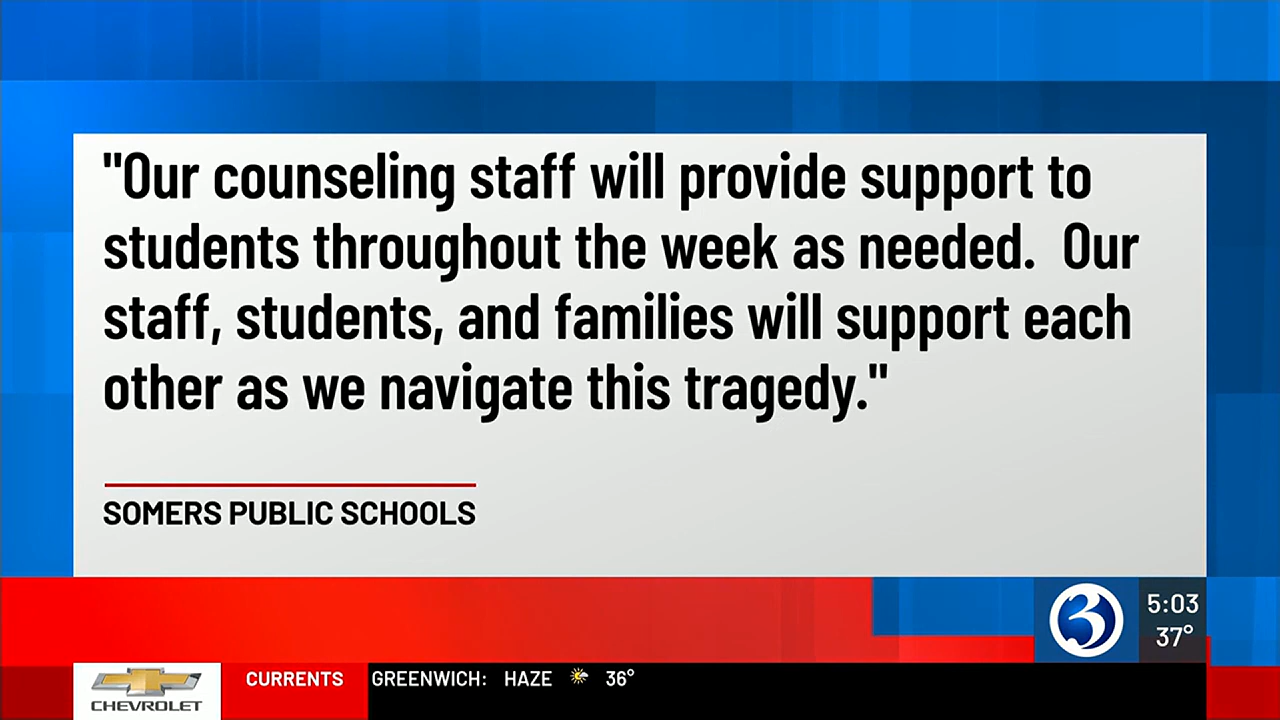 "Our counseling staff will provide support to
students throughout the week as needed.  Our
staff, students, and families will support each
other as we navigate this tragedy."
SOMERS PUBLIC SCHOOLS
3
5:03
37°
CHEVROLET
CURRENTS
GREENWICH: HAZE 36°